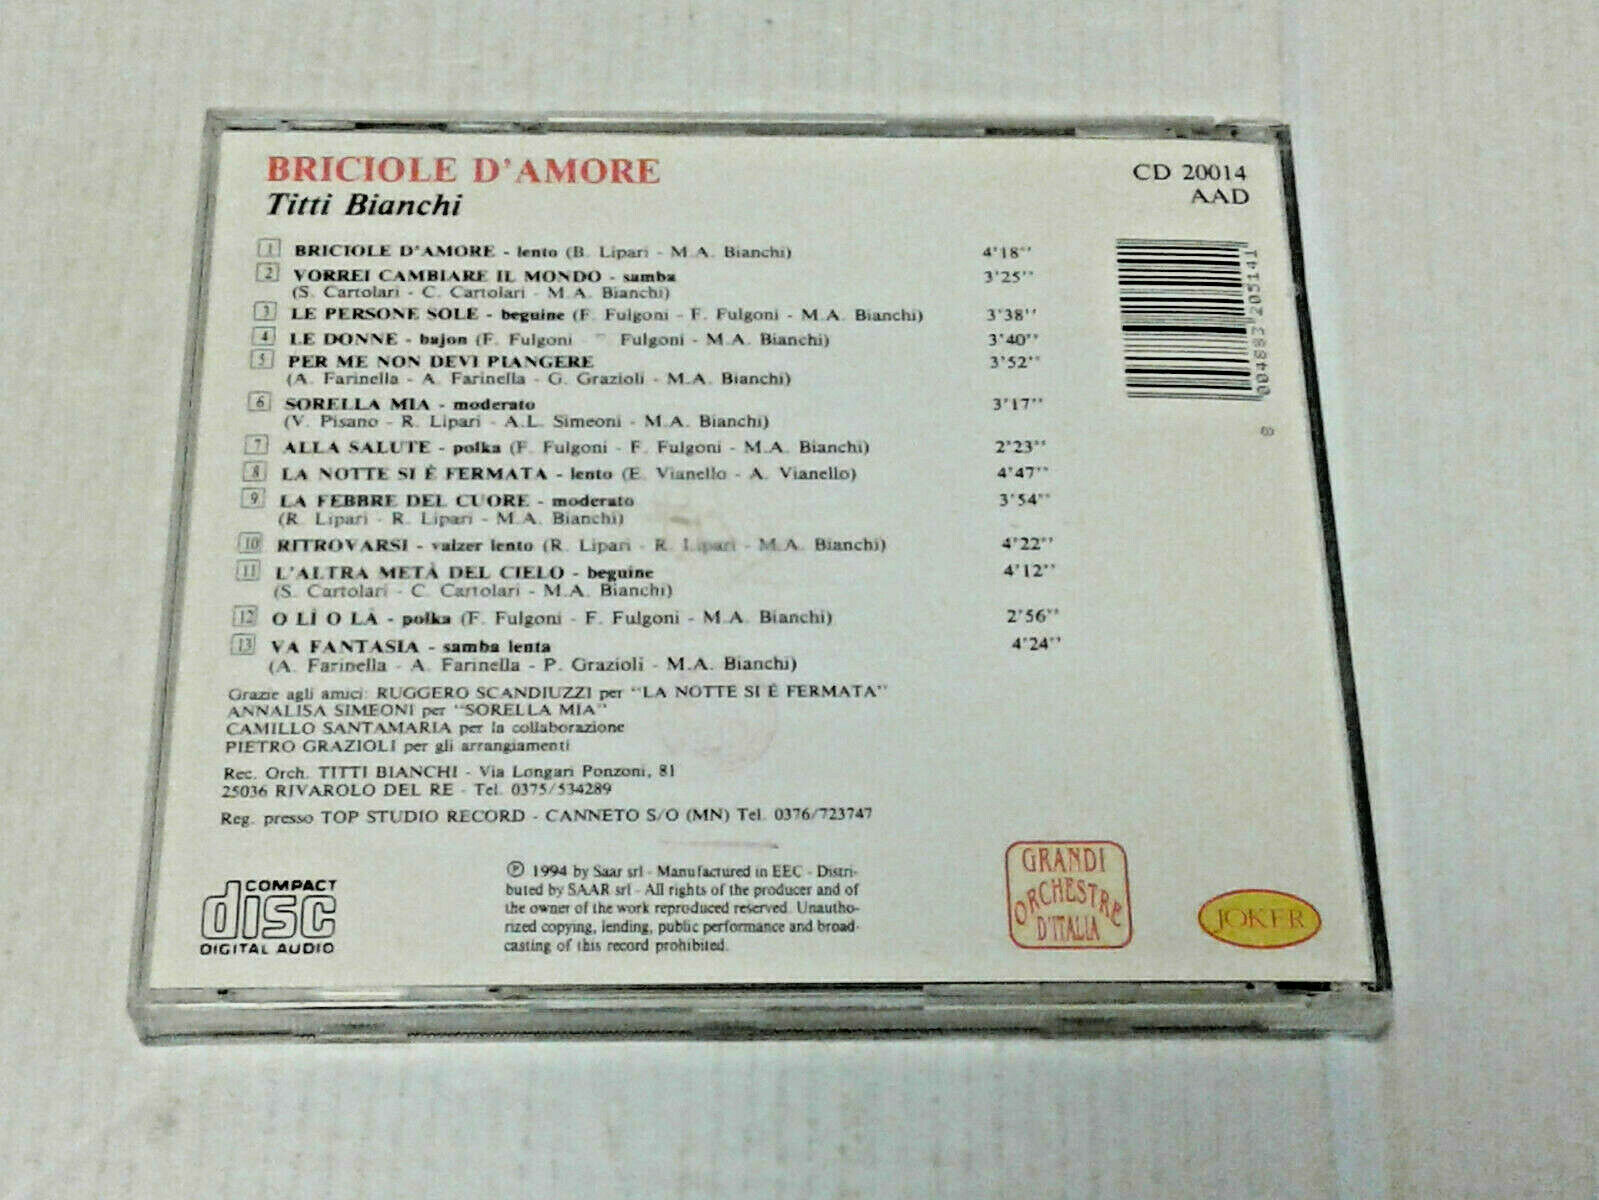 BRICIOLE D'AMORE
Titti Bianchi
CD 20014
AAD
1 BRICIOLE D'AMORE - lento (B. Lipari - M.A. Bianchi) 4'18''
2 VORREI CAMBIARE IL MONDO - samba 3'25''
(S. Cartolari - C. Cartolari - M.A. Bianchi)
3 LE PERSONE SOLE - beguine (F. Fulgoni - F. Fulgoni - M.A. Bianchi) 3'38''
4 LE DONNE - bajon (F. Fulgoni - Fulgoni - M.A. Bianchi) 3'40''
5 PER ME NON DEVI PIANGERE 3'52''
(A. Farinella - A. Farinella - G. Grazioli - M.A. Bianchi)
6 SORELLA MIA - moderato 3'17''
(V. Pisano - R. Lipari - A.L. Simeoni - M.A. Bianchi)
7 ALLA SALUTE - polka (F. Fulgoni - F. Fulgoni - M.A. Bianchi) 2'23''
8 LA NOTTE SI È FERMATA - lento (E. Vianello - A. Vianello) 4'47''
9 LA FEBBRE DEL CUORE - moderato 3'54''
(R. Lipari - R. Lipari - M.A. Bianchi)
10 RITROVARSI - valzer lento (R. Lipari - R. Lipari - M.A. Bianchi) 4'22''
11 L'ALTRA METÀ DEL CIELO - beguine 4'12''
(S. Cartolari - C. Cartolari - M.A. Bianchi)
12 O LÌ O LÀ - polka (F. Fulgoni - F. Fulgoni - M.A. Bianchi) 2'56''
13 VA FANTASIA - samba lenta 4'24''
(A. Farinella - A. Farinella - P. Grazioli - M.A. Bianchi)
Grazie agli amici: RUGGERO SCANDIUZZI per "LA NOTTE SI È FERMATA"
ANNALISA SIMEONI per "SORELLA MIA"
CAMILLO SANTAMARIA per la collaborazione
PIETRO GRAZIOLI per gli arrangiamenti
Rec. Orch. TITTI BIANCHI - Via Longari Ponzoni, 81
25036 RIVAROLO DEL RE - Tel. 0375/534289
Reg. presso TOP STUDIO RECORD - CANNETO S/O (MN) Tel. 0376/723747
COMPACT
disc
DIGITAL AUDIO
℗ 1994 by Saar srl - Manufactured in EEC - Distri-
buted by SAAR srl - All rights of the producer and of
the owner of the work reproduced reserved. Unautho-
rized copying, lending, public performance and broad-
casting of this record prohibited.
GRANDI
ORCHESTRE
D'ITALIA
JOKER
004883 205141
8